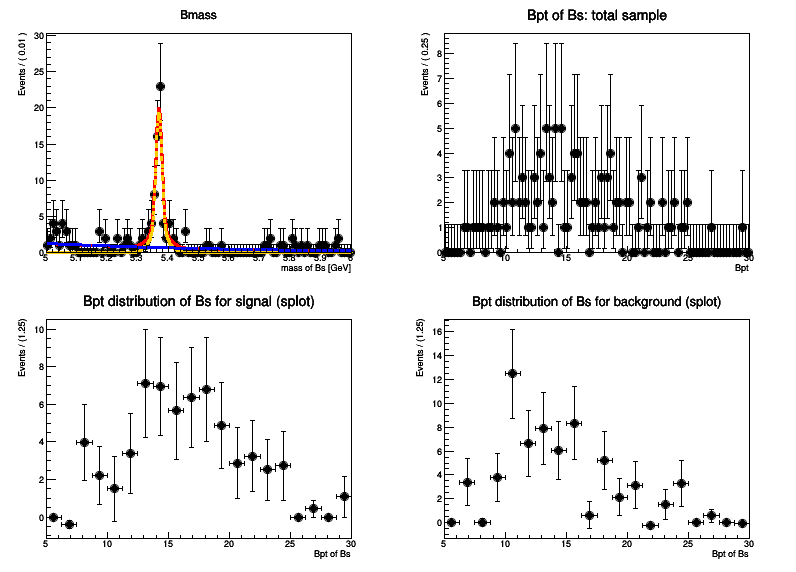 Bmass
Events / ( 0.01 )
30
25
20
15
10
5
0
5 5.1 5.2 5.3 5.4 5.5 5.6 5.7 5.8 5.9 6
mass of Bs [GeV]
Bpt of Bs: total sample
Events / ( 0.25 )
8
7
6
5
4
3
2
1
0
5 10 15 20 25 30
Bpt
Bpt distribution of Bs for signal (splot)
Events / (1.25)
10
8
6
4
2
0
5 10 15 20 25 30
Bpt of Bs
Bpt distribution of Bs for background (splot)
Events / (1.25)
16
14
12
10
8
6
4
2
0
5 10 15 20 25 30
Bpt of Bs